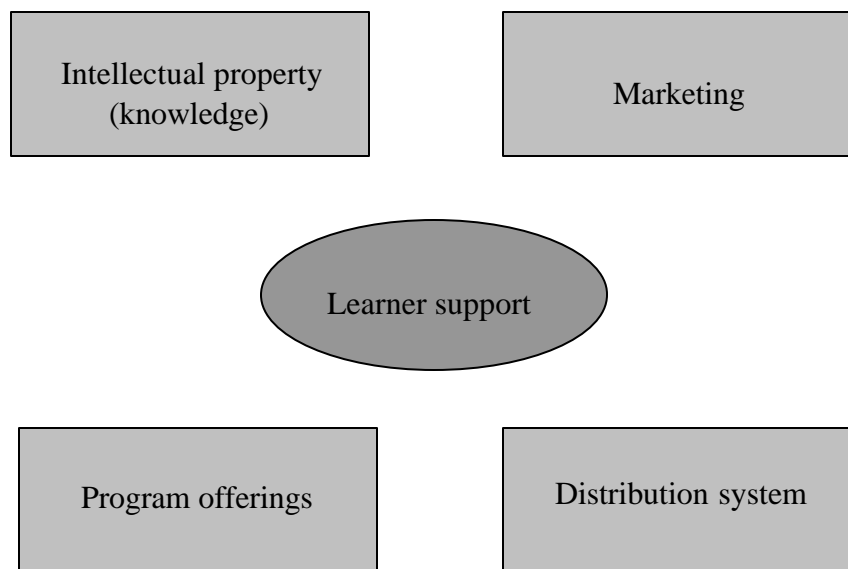 Intellectual property
(knowledge)
Marketing
Learner support
Program offerings
Distribution system